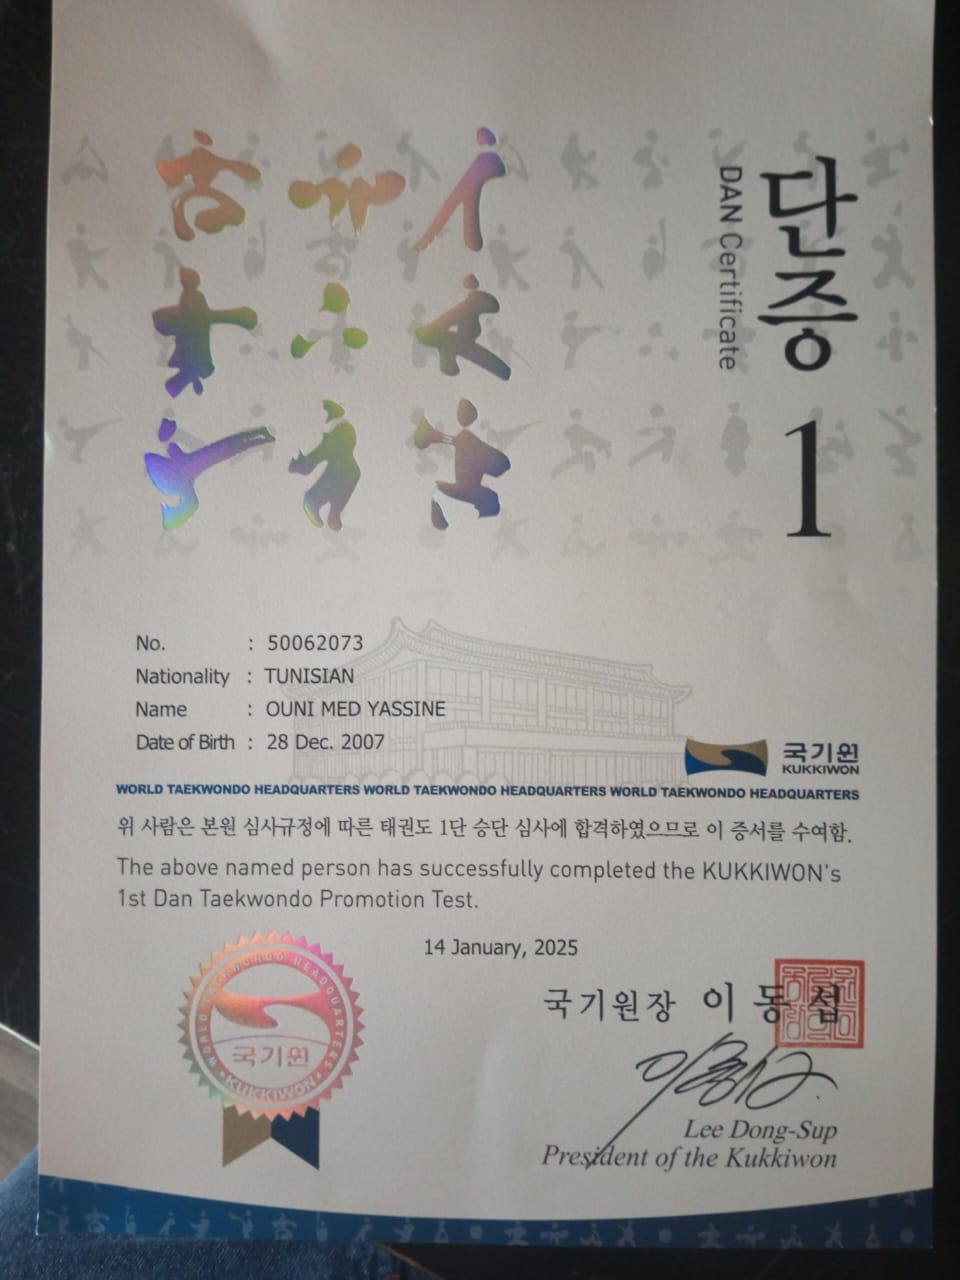 단증
DAN Certificate
1
No. : 50062073
Nationality : TUNISIAN
Name : OUNI MED YASSINE
Date of Birth : 28 Dec. 2007
국기원
KUKKIWON
WORLD TAEKWONDO HEADQUARTERS WORLD TAEKWONDO HEADQUARTERS WORLD TAEKWONDO HEADQUARTERS
위 사람은 본원 심사규정에 따른 태권도 1단 승단 심사에 합격하였으므로 이 증서를 수여함.
The above named person has successfully completed the KUKKIWON's
1st Dan Taekwondo Promotion Test.
14 January, 2025
WORLD TAEKWONDO HEADQUARTERS
국기원
KUKKIWON
국기원장 이동섭
Lee Dong-Sup
President of the Kukkiwon